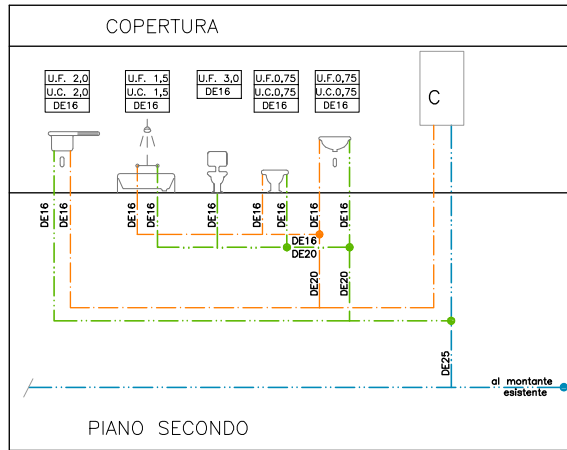 COPERTURA
U.F. 2,0
U.C. 2,0
DE16
U.F. 1,5
U.C. 1,5
DE16
U.F. 3,0
DE16
U.F.0,75
U.C.0,75
DE16
U.F.0,75
U.C.0,75
DE16
C
DE16
DE16
DE16
DE16
DE16
DE16
DE16
DE16
DE16
DE16
DE20
DE20
DE20
DE25
al montante
esistente
PIANO SECONDO